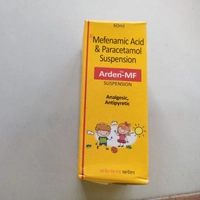 60ml
Mefenamic Acid
& Paracetamol
Suspension
Arden-MF
SUSPENSION
Analgesic,
Antipyretic